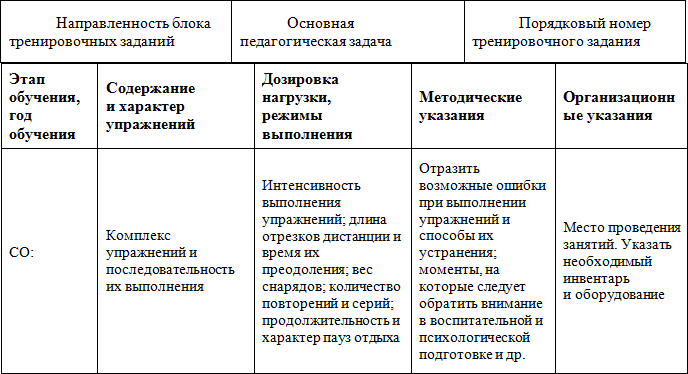 Направленность блока
тренировочных заданий
Основная
педагогическая задача
Порядковый номер
тренировочного задания
Этап
обучения,
год
обучения
Содержание
и характер
упражнений
Дозировка
нагрузки,
режимы
выполнения
Методические
указания
Организационн
ые указания
СО:
Комплекс
упражнений и
последовательность
их выполнения
Интенсивность
выполнения
упражнений; длина
отрезков дистанции и
время их
преодоления; вес
снарядов; количество
повторений и серий;
продолжительность и
характер пауз отдыха
Отразить
возможные ошибки
при выполнении
упражнений и
способы их
устранения;
моменты, на
которые следует
обратить внимание
в воспитательной и
психологической
подготовке и др.
Место проведения
занятий. Указать
необходимый
инвентарь
и оборудование